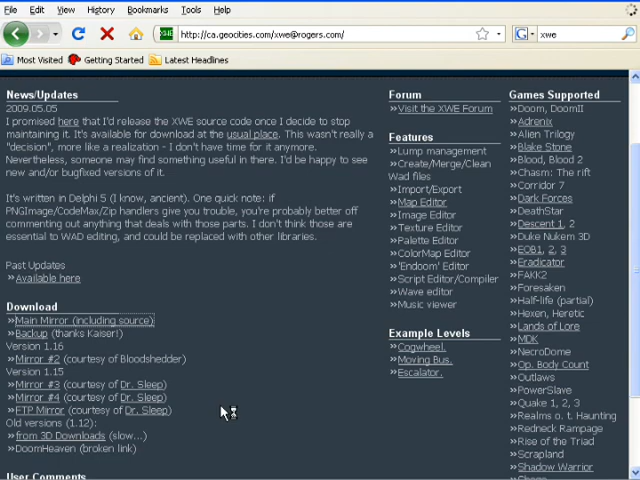 File Edit View History Bookmarks Tools Help
XWE http://ca.geocities.com/xwe@rogers.com/ G xwe
Most Visited Getting Started Latest Headlines
News/Updates
2009.05.05
I promised here that I'd release the XWE source code once I decide to stop
maintaining it. It's available for download at the usual place. This wasn't really a
"decision", more like a realization - I don't have time for it anymore.
Nevertheless, someone may find something useful in there. I'd be happy to see
new and/or bugfixed versions of it.
It's written in Delphi 5 (I know, ancient). One quick note: if
PNGImage/CodeMax/Zip handlers give you trouble, you're probably better off
commenting out anything that deals with those parts. I don't think those are
essential to WAD editing, and could be replaced with other libraries.
Past Updates
»Available here
Download
»Main Mirror (including source)
»Backup (thanks Kaiser!)
Version 1.16
»Mirror #2 (courtesy of Bloodshedder)
Version 1.15
»Mirror #3 (courtesy of Dr. Sleep)
»Mirror #4 (courtesy of Dr. Sleep)
»FTP Mirror (courtesy of Dr. Sleep)
Old versions (1.12):
»from 3D Downloads (slow...)
»DoomHeaven (broken link)
User Comments
Forum
»Visit the XWE Forum
Features
»Lump management
»Create/Merge/Clean
Wad files
»Import/Export
»Map Editor
»Image Editor
»Texture Editor
»Palette Editor
»ColorMap Editor
»'Endoom' Editor
»Script Editor/Compiler
»Wave editor
»Music viewer
Example Levels
»Cogwheel.
»Moving Bus.
»Escalator.
Games Supported
»Doom, DoomII
»Adrenix
»Alien Trilogy
»Blake Stone
»Blood, Blood 2
»Chasm: The rift
»Corridor 7
»Dark Forces
»DeathStar
»Descent 1, 2
»Duke Nukem 3D
»EOB1, 2, 3
»Eradicator
»FAKK2
»Foresaken
»Half-life (partial)
»Hexen, Heretic
»Lands of Lore
»MDK
»NecroDome
»Op. Body Count
»Outlaws
»PowerSlave
»Quake 1, 2, 3
»Realms o. t. Haunting
»Redneck Rampage
»Rise of the Triad
»Scrapland
»Shadow Warrior